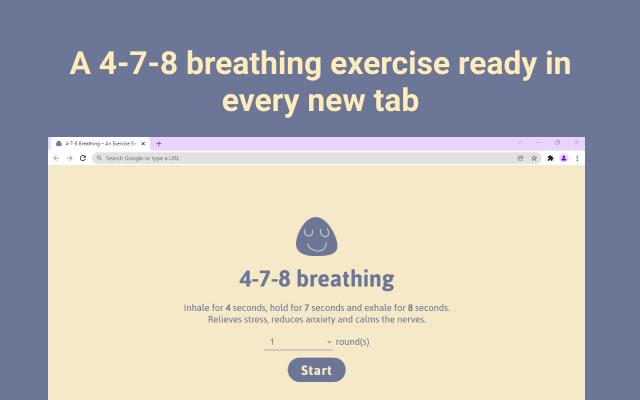 A 4-7-8 breathing exercise ready in
every new tab
4-7-8 Breathing – An Exercise Fo
Search Google or type a URL
4-7-8 breathing
Inhale for 4 seconds, hold for 7 seconds and exhale for 8 seconds.
Relieves stress, reduces anxiety and calms the nerves.
1 round(s)
Start